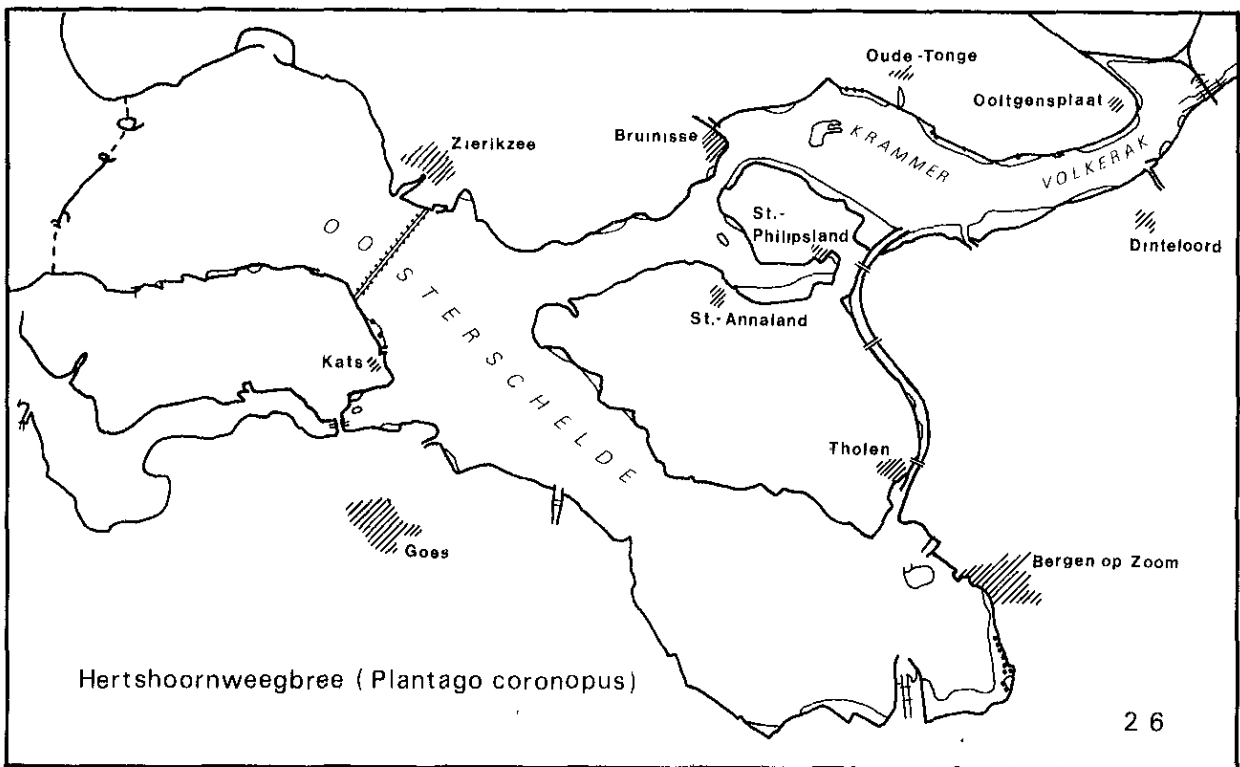 Oude-Tonge
Ooltgensplaat
Zierikzee
Bruinisse
KRAMMER
VOLKERAK
St.-
Philipsland
Dinteloord
OOSTERSCHELDE
St.-Annaland
Kats
Tholen
Goes
Bergen op Zoom
Hertshoornweegbree (Plantago coronopus)
26